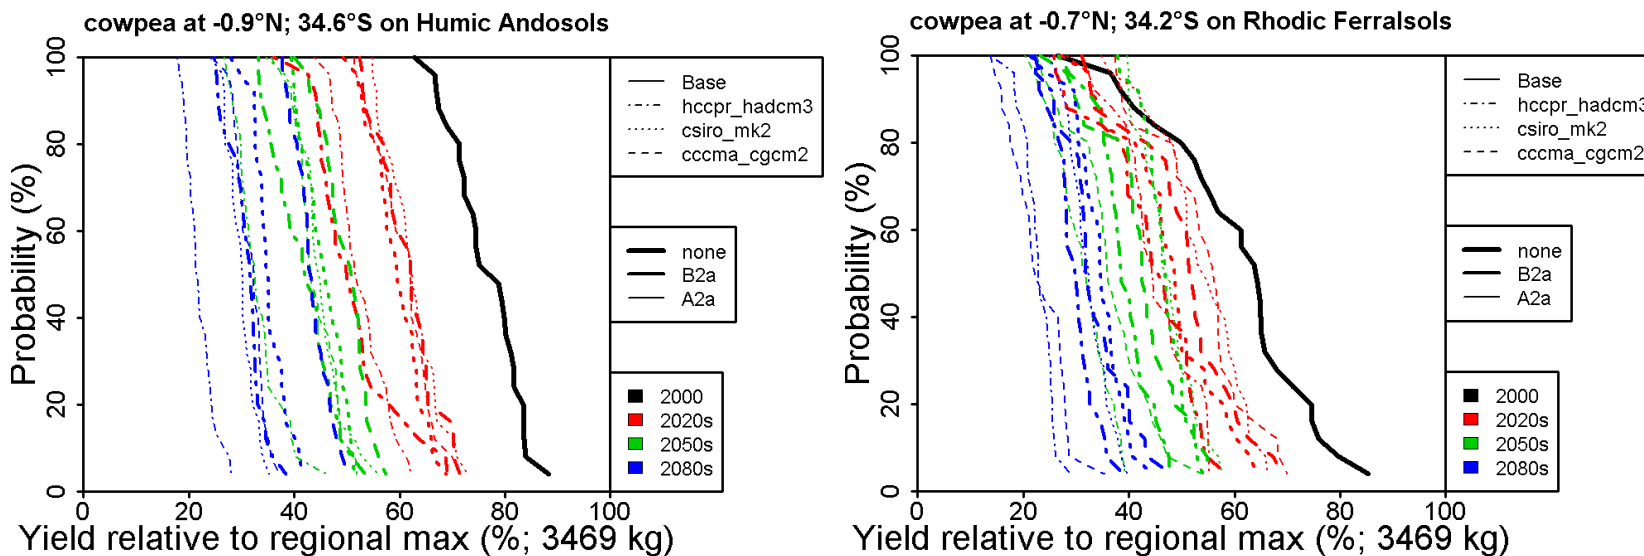 cowpea at -0.9°N; 34.6°S on Humic Andosols
Probability (%)
100
80
60
40
20
0
0 20 40 60 80 100
Yield relative to regional max (%; 3469 kg)
Base
hccpr_hadcm3
csiro_mk2
cccma_cgcm2
none
B2a
A2a
2000
2020s
2050s
2080s
cowpea at -0.7°N; 34.2°S on Rhodic Ferralsols
Probability (%)
100
80
60
40
20
0
0 20 40 60 80 100
Yield relative to regional max (%; 3469 kg)
Base
hccpr_hadcm3
csiro_mk2
cccma_cgcm2
none
B2a
A2a
2000
2020s
2050s
2080s